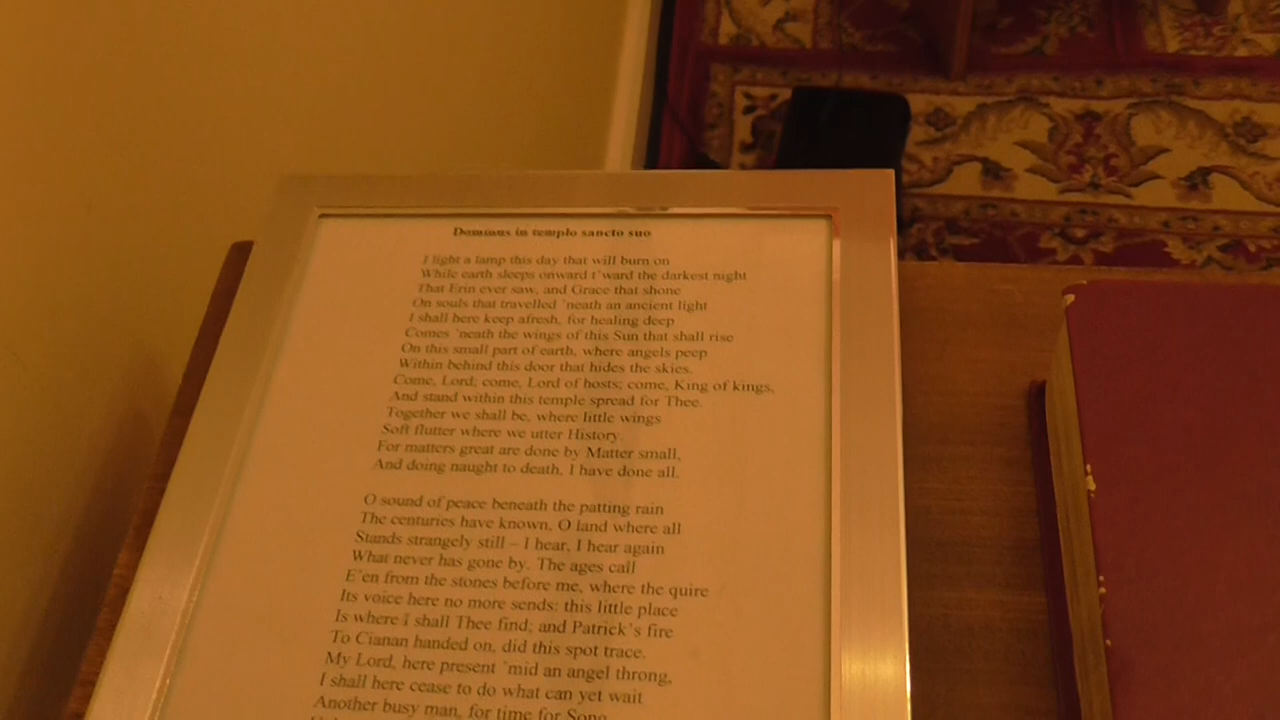 Dominus in templo sancto suo
I light a lamp this day that will burn on
While earth sleeps onward t'ward the darkest night
That Erin ever saw, and Grace that shone
On souls that travelled 'neath an ancient light
I shall here keep afresh, for healing deep
Comes 'neath the wings of this Sun that shall rise
On this small part of earth, where angels peep
Within behind this door that hides the skies.
Come, Lord; come, Lord of hosts; come, King of kings,
And stand within this temple spread for Thee.
Together we shall be, where little wings
Soft flutter where we utter History.
For matters great are done by Matter small,
And doing naught to death, I have done all.
O sound of peace beneath the patting rain
The centuries have known, O land where all
Stands strangely still – I hear, I hear again
What never has gone by. The ages call
E'en from the stones before me, where the quire
Its voice here no more sends; this little place
Is where I shall Thee find; and Patrick's fire
To Cianan handed on, did this spot trace.
My Lord, here present 'mid an angel throng,
I shall here cease to do what can yet wait
Another busy man, for time for Song